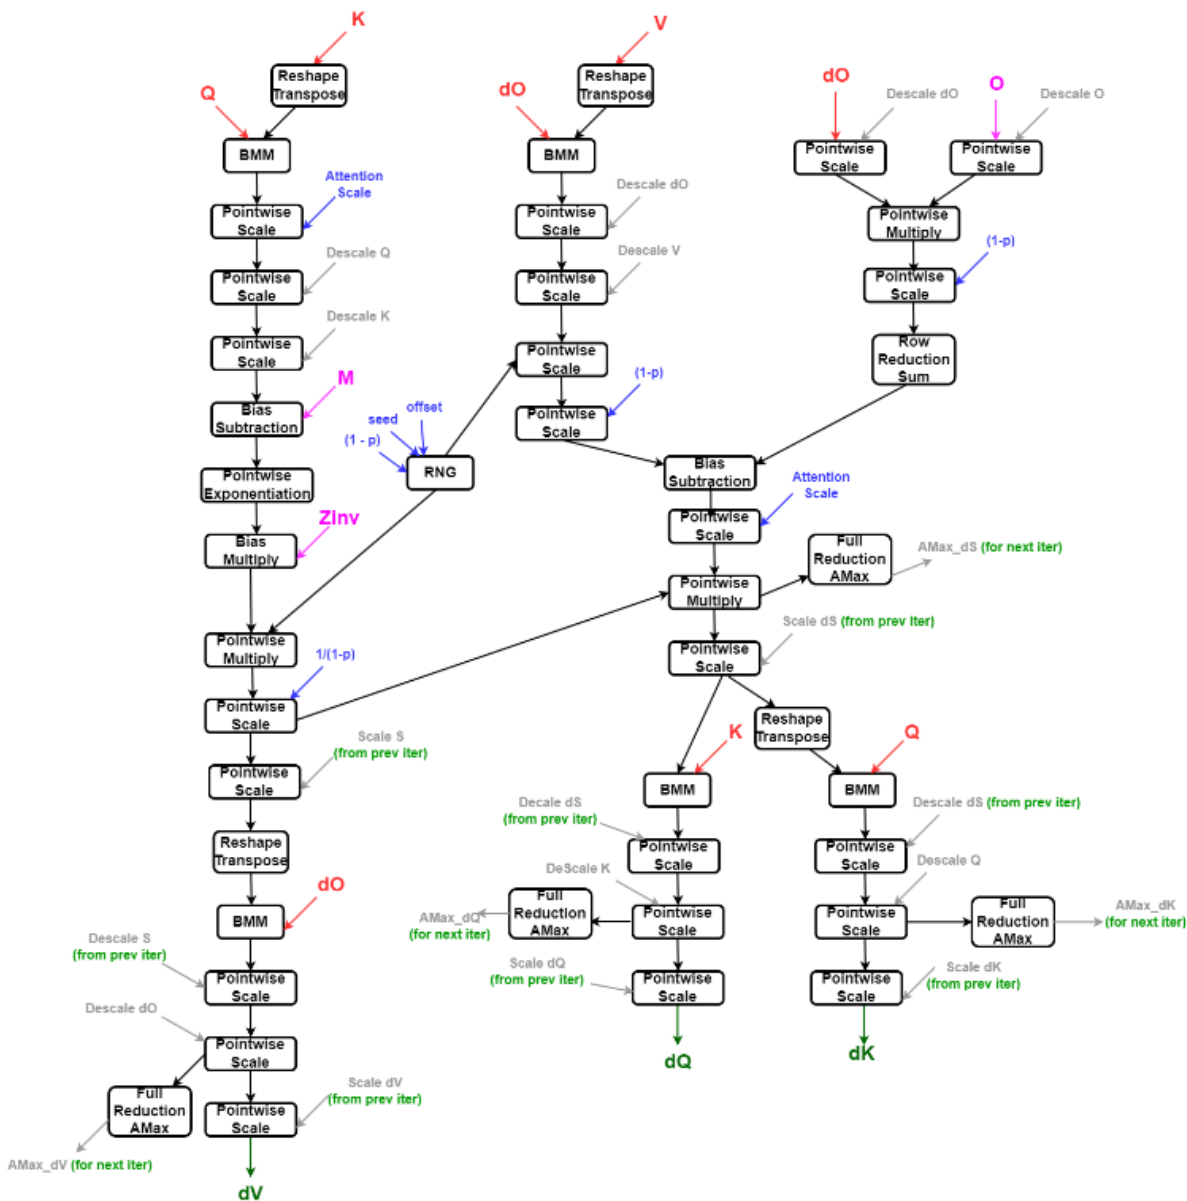 K
V
Reshape
Transpose
Reshape
Transpose
Q
dO
dO
Descale dO
O
Descale O
BMM
BMM
Pointwise
Scale
Pointwise
Scale
Attention
Scale
Descale dO
Pointwise
Scale
Pointwise
Scale
Pointwise
Multiply
(1-p)
Descale Q
Descale V
Pointwise
Scale
Pointwise
Scale
Pointwise
Scale
Descale K
Pointwise
Scale
Pointwise
Scale
Row
Reduction
Sum
M
(1-p)
Bias
Subtraction
offset
seed
(1 - p)
Pointwise
Scale
RNG
Bias
Subtraction
Pointwise
Exponentiation
Attention
Scale
ZInv
Pointwise
Scale
Bias
Multiply
Full
Reduction
AMax
AMax_dS (for next iter)
Pointwise
Multiply
Scale dS (from prev iter)
Pointwise
Multiply
1/(1-p)
Pointwise
Scale
Pointwise
Scale
Reshape
Transpose
Scale S
(from prev iter)
K
Q
Pointwise
Scale
BMM
BMM
Decale dS
(from prev iter)
Descale dS (from prev iter)
Reshape
Transpose
Pointwise
Scale
Pointwise
Scale
DeScale K
Descale Q
dO
BMM
Full
Reduction
AMax
AMax_dQ
(for next iter)
Pointwise
Scale
Pointwise
Scale
Full
Reduction
AMax
AMax_dK
(for next iter)
Descale S
(from prev iter)
Scale dQ
(from prev iter)
Scale dK
(from prev iter)
Pointwise
Scale
Pointwise
Scale
Pointwise
Scale
Descale dO
Pointwise
Scale
dQ
dK
Full
Reduction
AMax
Scale dV
(from prev iter)
Pointwise
Scale
AMax_dV (for next iter)
dV